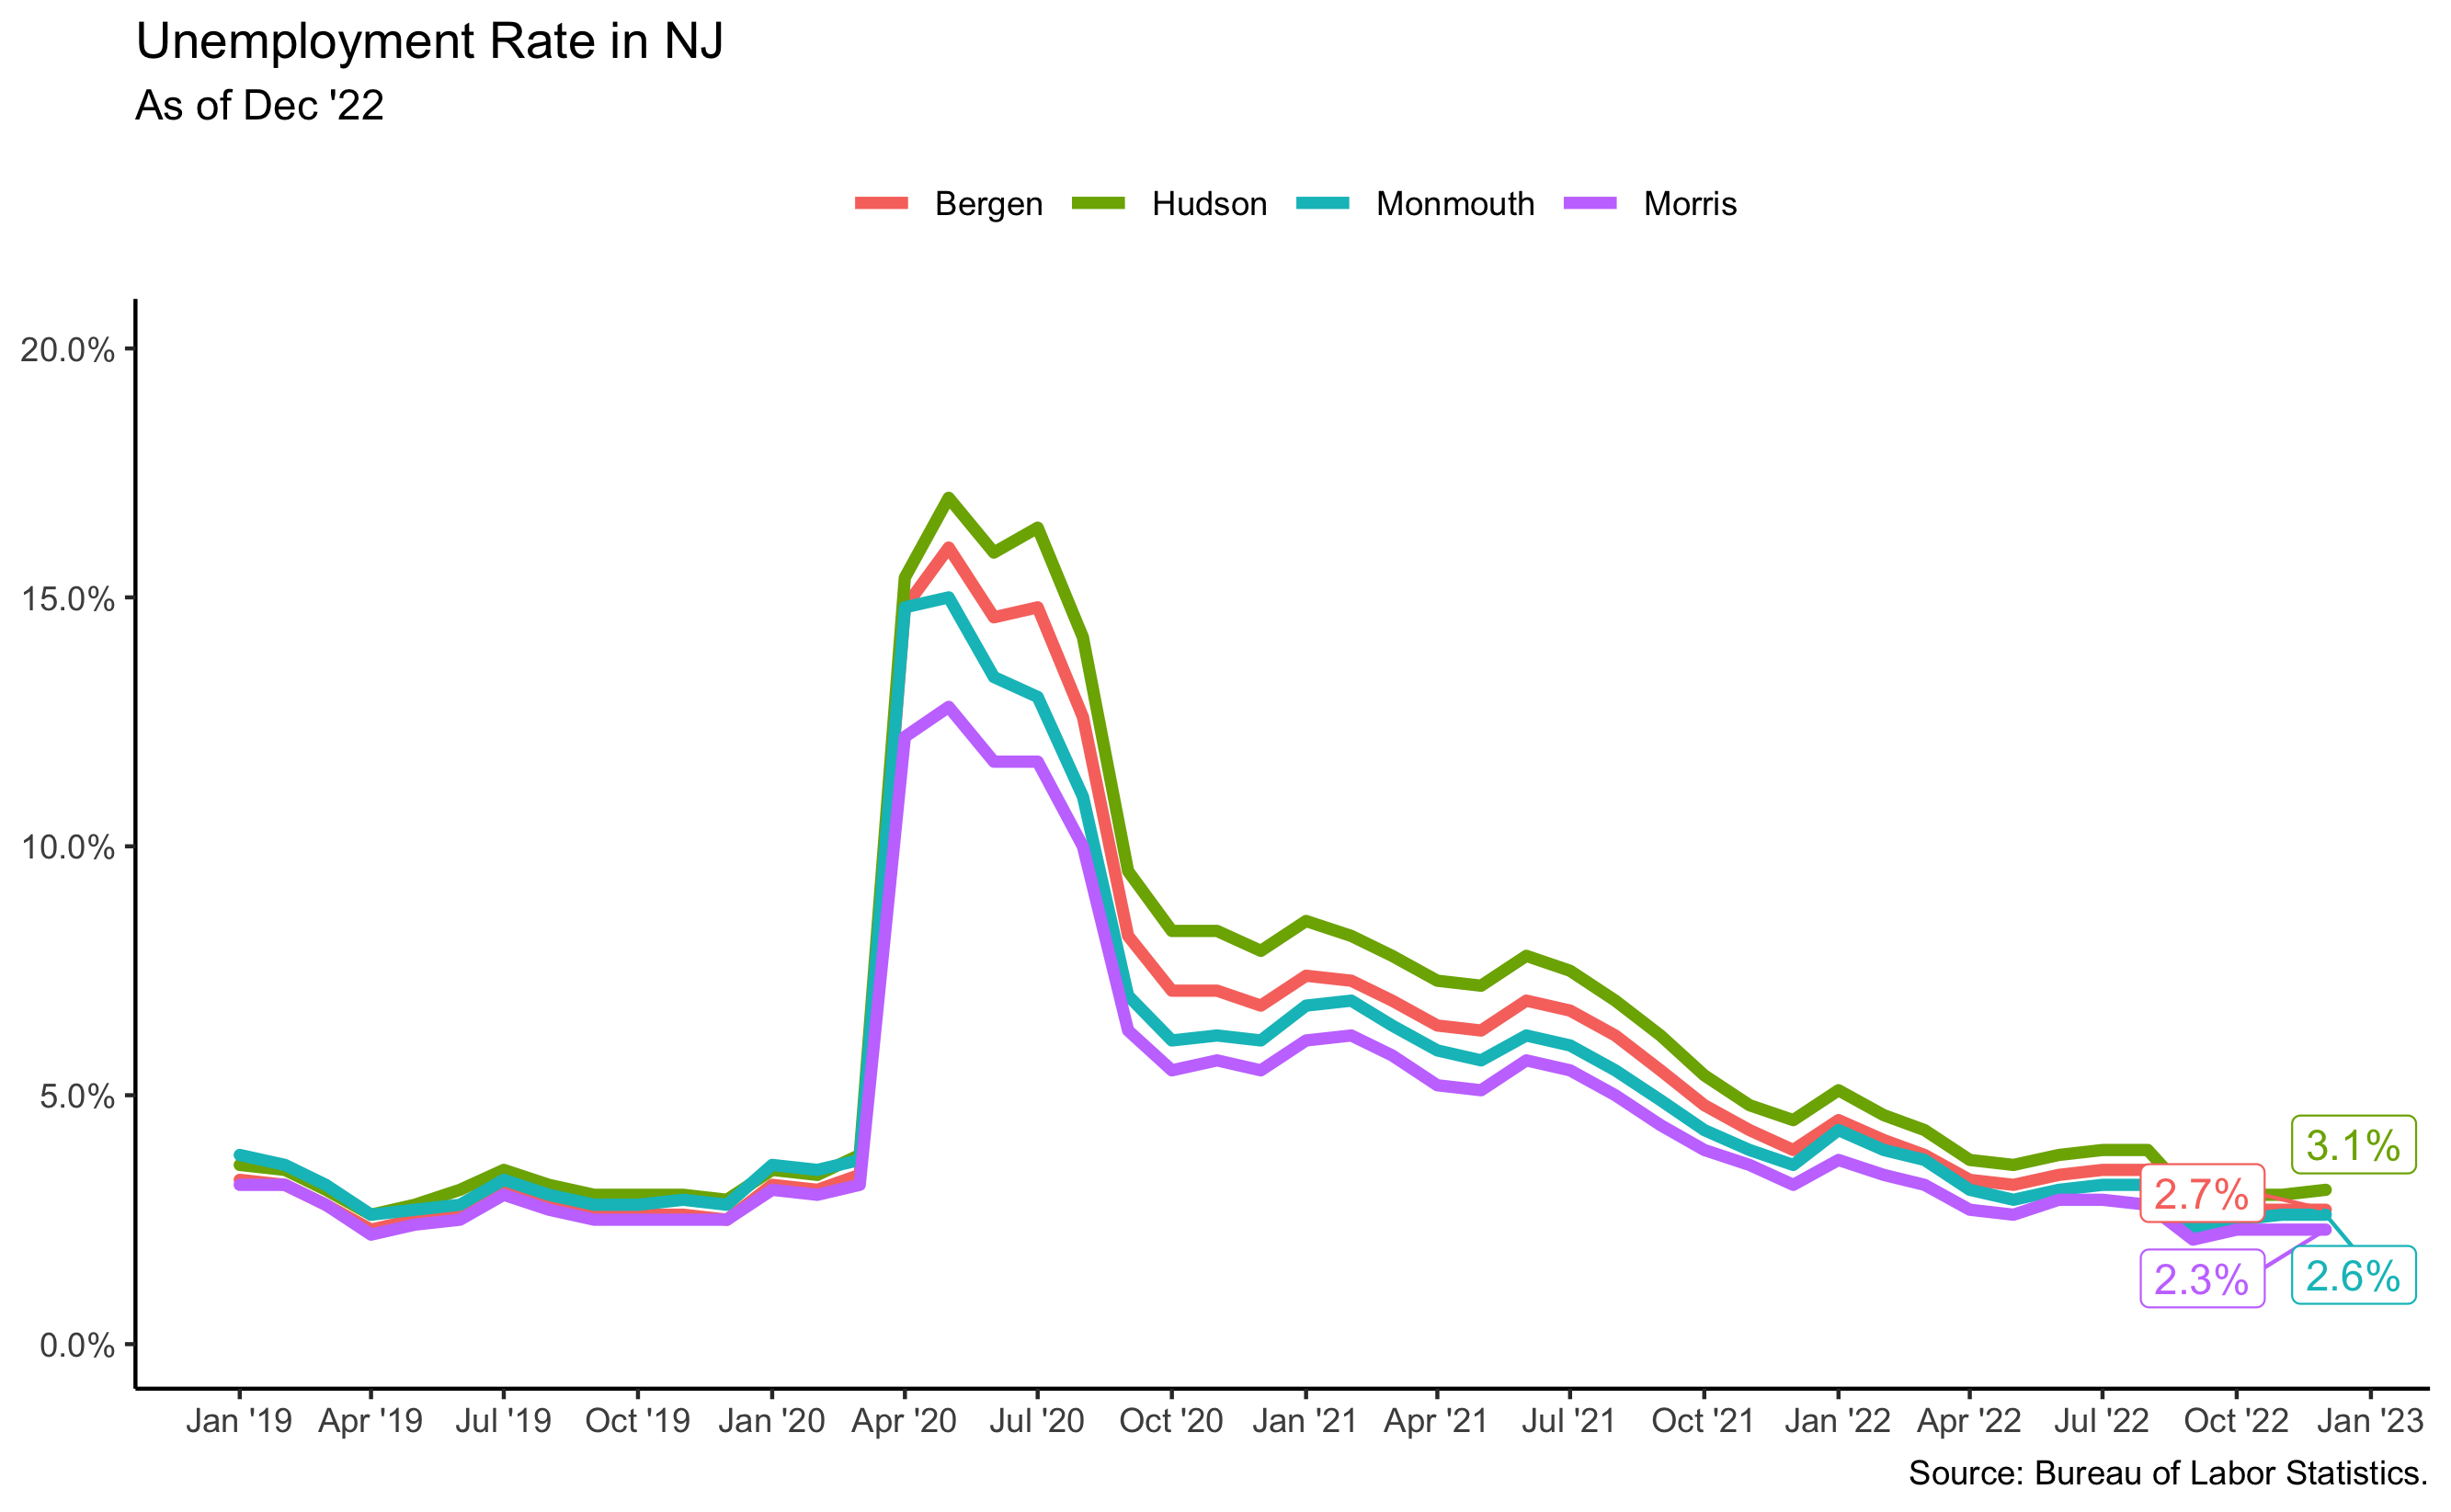 Unemployment Rate in NJ
As of Dec '22
Bergen Hudson Monmouth Morris
20.0%
15.0%
10.0%
5.0%
0.0%
3.1%
2.7%
2.3%
2.6%
Jan '19 Apr '19 Jul '19 Oct '19 Jan '20 Apr '20 Jul '20 Oct '20 Jan '21 Apr '21 Jul '21 Oct '21 Jan '22 Apr '22 Jul '22 Oct '22 Jan '23
Source: Bureau of Labor Statistics.